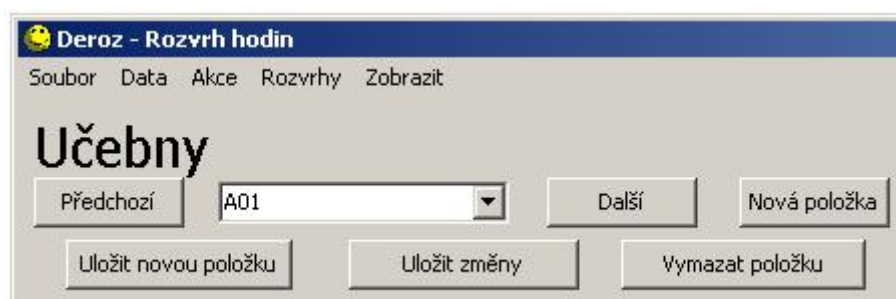 Deroz - Rozvrh hodin
Soubor Data Akce Rozvrhy Zobrazit
Učebny
Předchozí A01 Další Nová položka
Uložit novou položku Uložit změny Vymazat položku